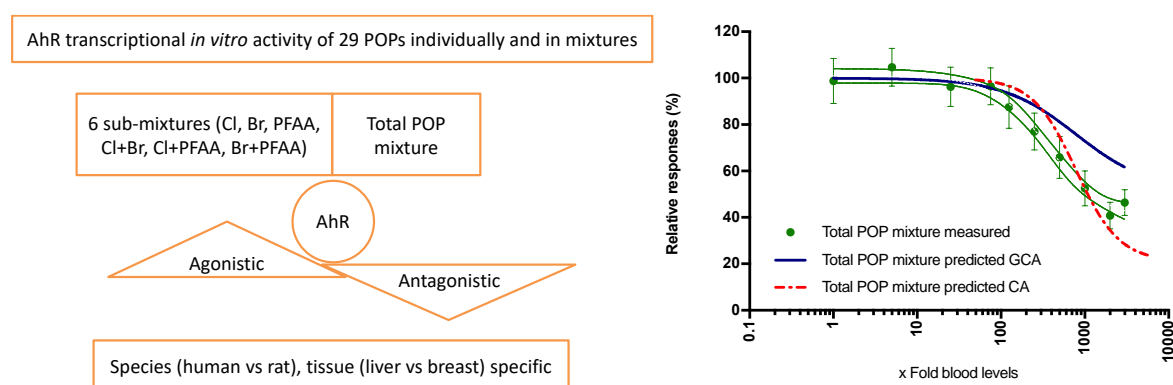 AhR transcriptional in vitro activity of 29 POPs individually and in mixtures
6 sub-mixtures (Cl, Br, PFAA,
Cl+Br, Cl+PFAA, Br+PFAA)
Total POP
mixture
AhR
Agonistic
Antagonistic
Species (human vs rat), tissue (liver vs breast) specific
Relative responses (%)
120
100
80
60
40
20
0
Total POP mixture measured
Total POP mixture predicted GCA
Total POP mixture predicted CA
0.1
1
10
100
1000
10000
x Fold blood levels